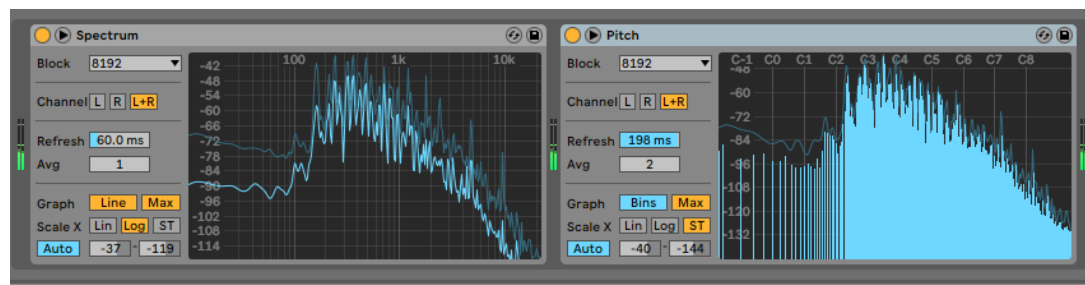 Spectrum
Block 8192
Channel L R L+R
Refresh 60.0 ms
Avg 1
Graph Line Max
Scale X Lin Log ST
Auto -37 - -119
100 1k 10k
-42
-48
-54
-60
-66
-72
-78
-84
-90
-96
-102
-108
-114
Pitch
Block 8192
Channel L R L+R
Refresh 198 ms
Avg 2
Graph Bins Max
Scale X Lin Log ST
Auto -40 - -144
C-1 C0 C1 C2 C3 C4 C5 C6 C7 C8
-48
-60
-72
-84
-96
-108
-120
-132